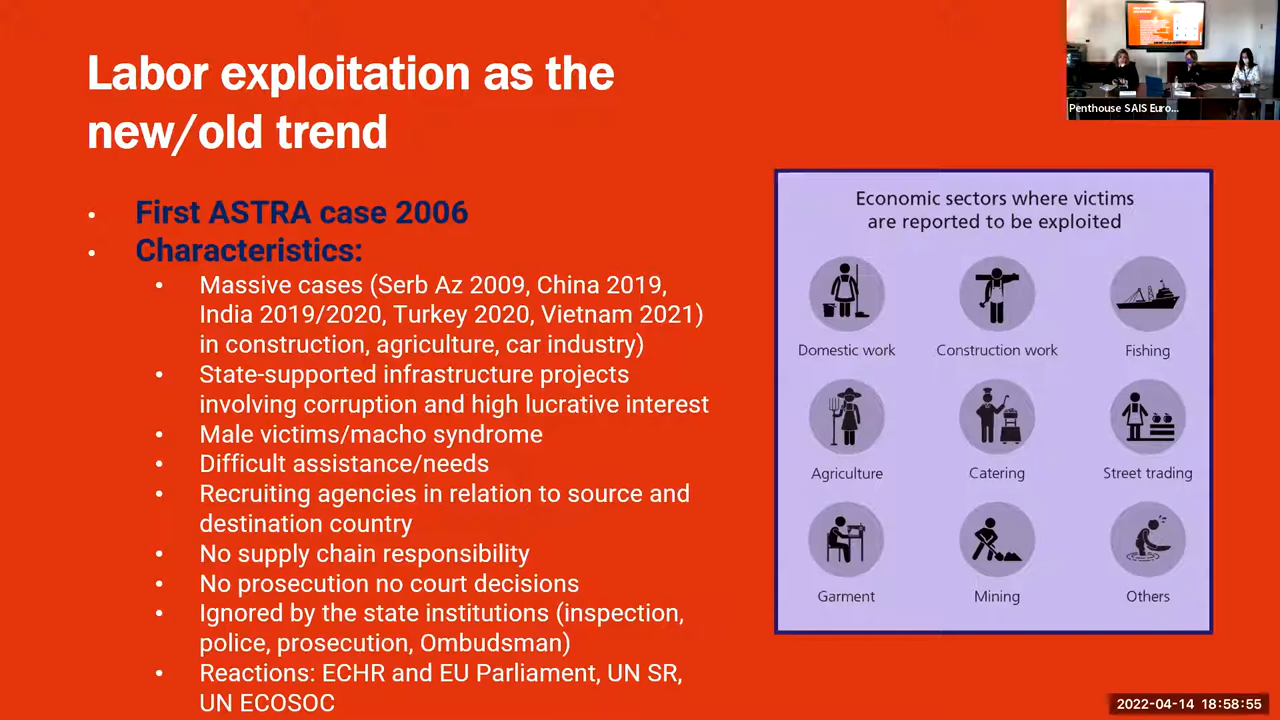 Labor exploitation as the
new/old trend
• First ASTRA case 2006
• Characteristics:
• Massive cases (Serb Az 2009, China 2019,
India 2019/2020, Turkey 2020, Vietnam 2021)
in construction, agriculture, car industry)
• State-supported infrastructure projects
involving corruption and high lucrative interest
• Male victims/macho syndrome
• Difficult assistance/needs
• Recruiting agencies in relation to source and
destination country
• No supply chain responsibility
• No prosecution no court decisions
• Ignored by the state institutions (inspection,
police, prosecution, Ombudsman)
• Reactions: ECHR and EU Parliament, UN SR,
UN ECOSOC
Economic sectors where victims
are reported to be exploited
Domestic work
Construction work
Fishing
Agriculture
Catering
Street trading
Garment
Mining
Others
Penthouse SAIS Euro...
2022-04-14 18:58:55